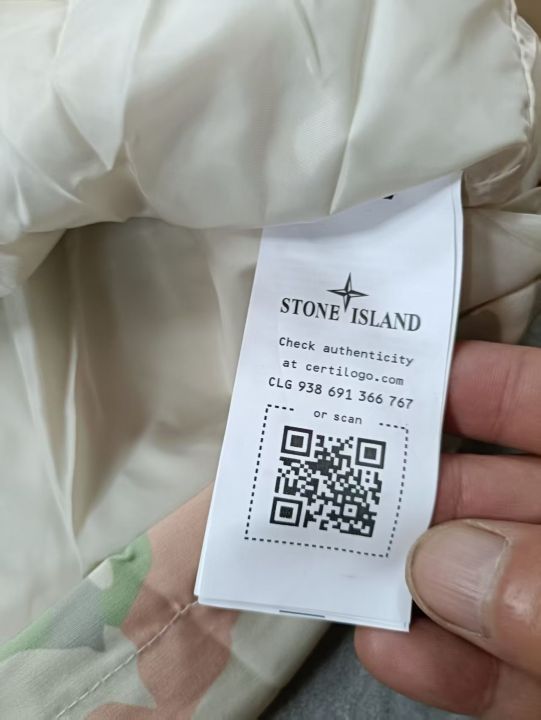 STONE ISLAND
Check authenticity
at certilogo.com
CLG 938 691 366 767
or scan